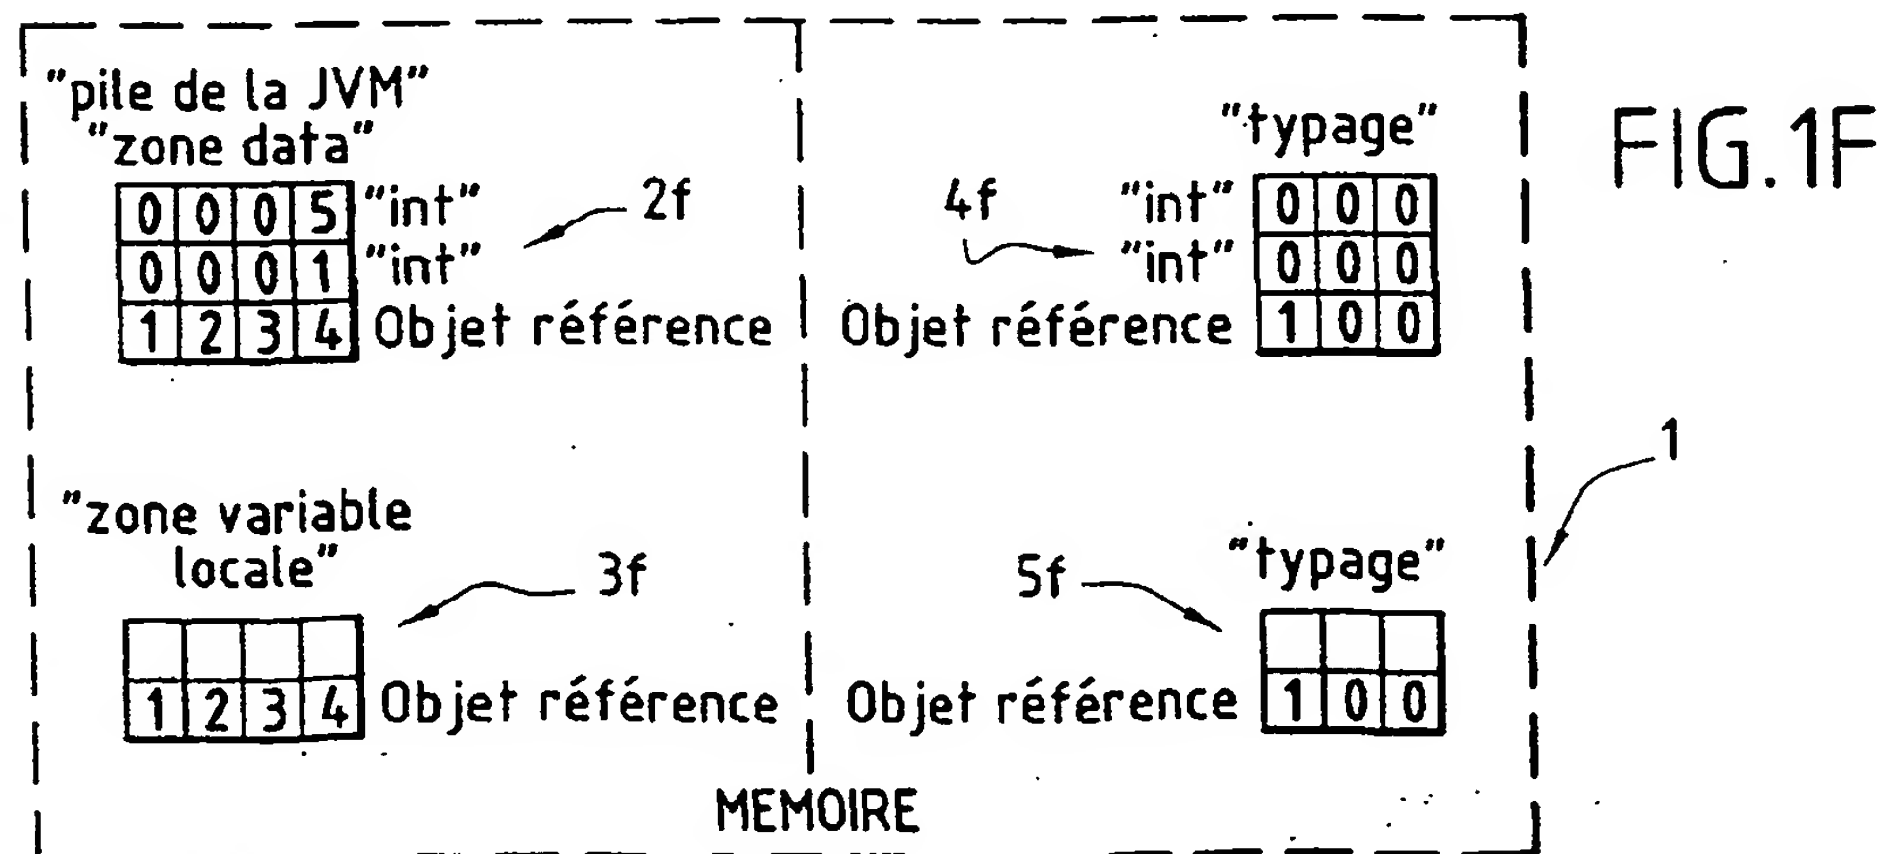 "pile de la JVM"
"zone data"
0 0 0 5 "int"
0 0 0 1 "int"
1 2 3 4 Objet référence
2f
"typage"
4f
"int" 0 0 0
"int" 0 0 0
Objet référence 1 0 0
FIG.1F
1
"zone variable
locale"
3f
1 2 3 4 Objet référence
"typage"
5f
Objet référence 1 0 0
MEMOIRE